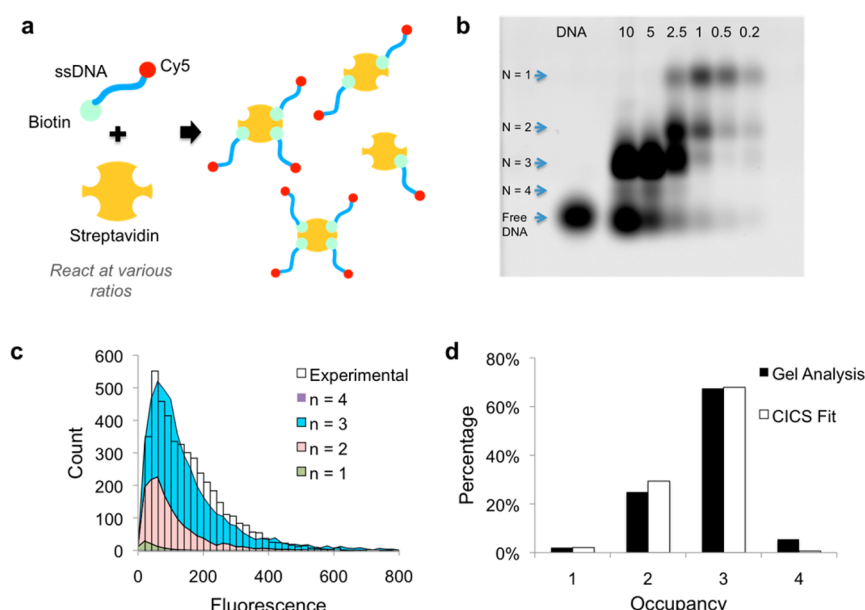 a
ssDNA
Cy5
Biotin
Streptavidin
React at various
ratios
b
DNA 10 5 2.5 1 0.5 0.2
N = 1
N = 2
N = 3
N = 4
Free
DNA
c
600
500
400
300
200
100
0
Count
0 200 400 600 800
Fluorescence
Experimental
n = 4
n = 3
n = 2
n = 1
d
80%
60%
40%
20%
0%
Percentage
1 2 3 4
Occupancy
Gel Analysis
CICS Fit